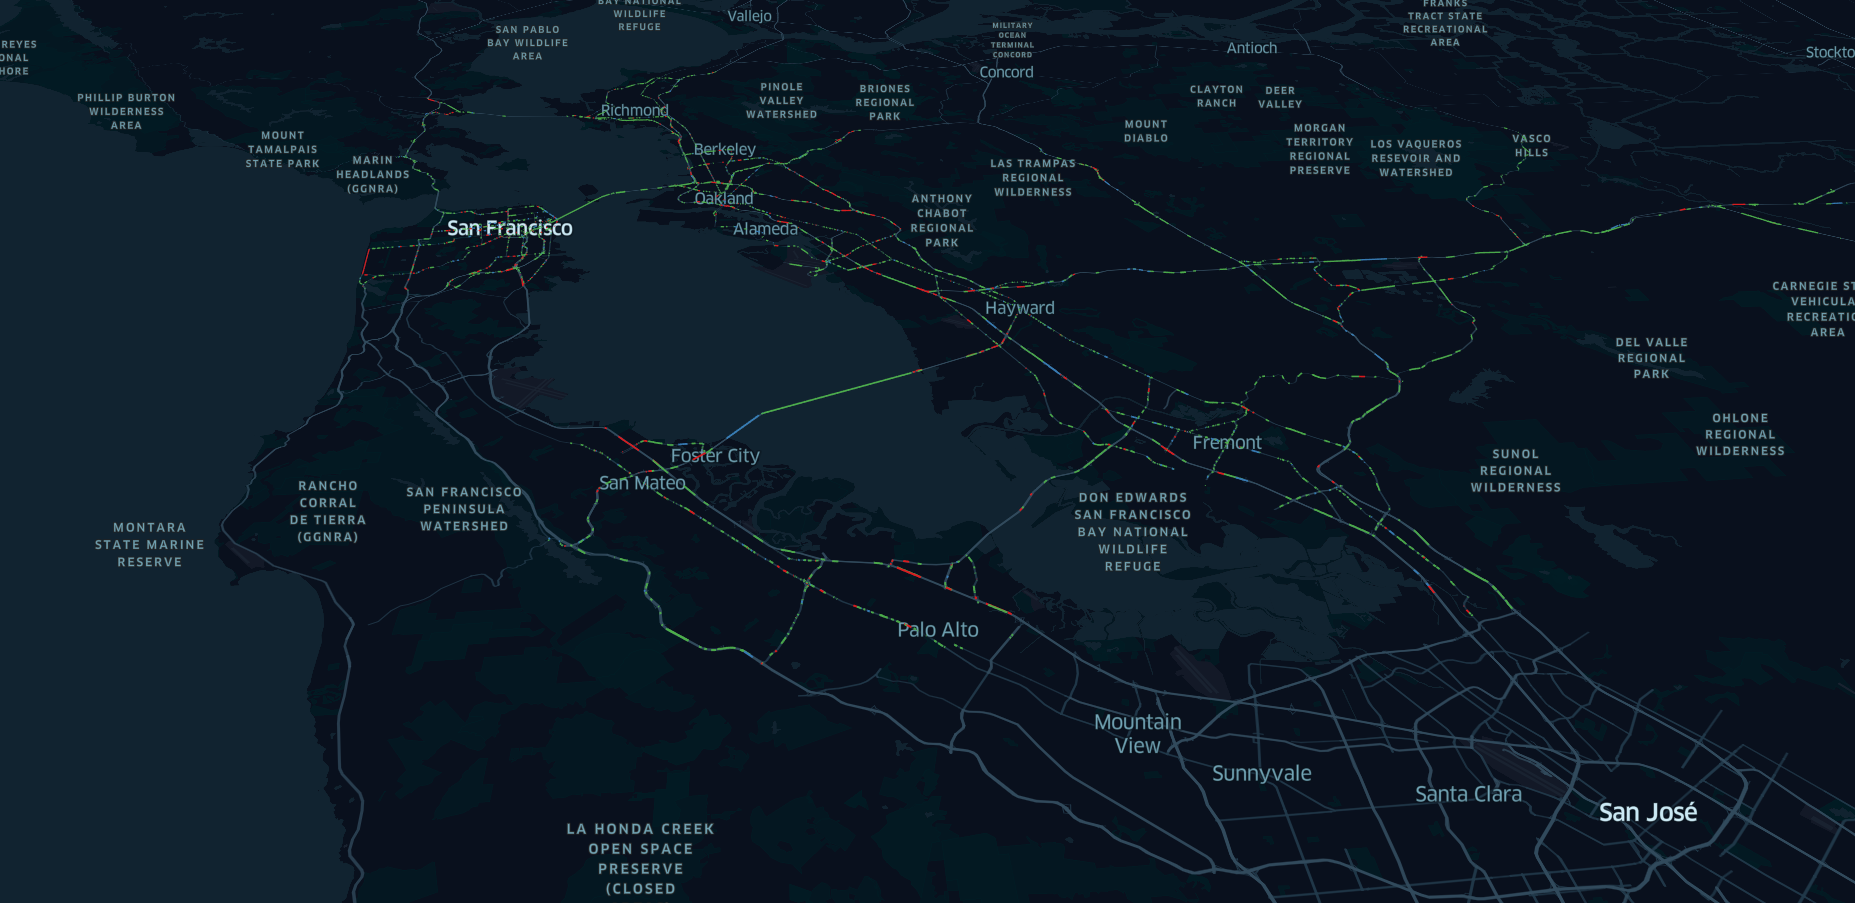 BAY NATIONAL
WILDLIFE
REFUGE
Vallejo
FRANKS
TRACT STATE
RECREATIONAL
AREA
SAN PABLO
BAY WILDLIFE
AREA
MILITARY
OCEAN
TERMINAL
CONCORD
Antioch
Stockto
REYES
ONAL
HORE
Concord
PHILLIP BURTON
WILDERNESS
AREA
Richmond
PINOLE
VALLEY
WATERSHED
BRIONES
REGIONAL
PARK
CLAYTON
RANCH
DEER
VALLEY
MOUNT
DIABLO
MOUNT
TAMALPAIS
STATE PARK
MARIN
HEADLANDS
(GGNRA)
Berkeley
LAS TRAMPAS
REGIONAL
WILDERNESS
MORGAN
TERRITORY
REGIONAL
PRESERVE
LOS VAQUEROS
RESEVOIR AND
WATERSHED
VASCO
HILLS
Oakland
ANTHONY
CHABOT
REGIONAL
PARK
San Francisco
Alameda
Hayward
CARNEGIE ST
VEHICULA
RECREATIO
AREA
DEL VALLE
REGIONAL
PARK
OHLONE
REGIONAL
WILDERNESS
Fremont
Foster City
San Mateo
SUNOL
REGIONAL
WILDERNESS
RANCHO
CORRAL
DE TIERRA
(GGNRA)
SAN FRANCISCO
PENINSULA
WATERSHED
DON EDWARDS
SAN FRANCISCO
BAY NATIONAL
WILDLIFE
REFUGE
MONTARA
STATE MARINE
RESERVE
Palo Alto
Mountain
View
Sunnyvale
Santa Clara
San José
LA HONDA CREEK
OPEN SPACE
PRESERVE
(CLOSED